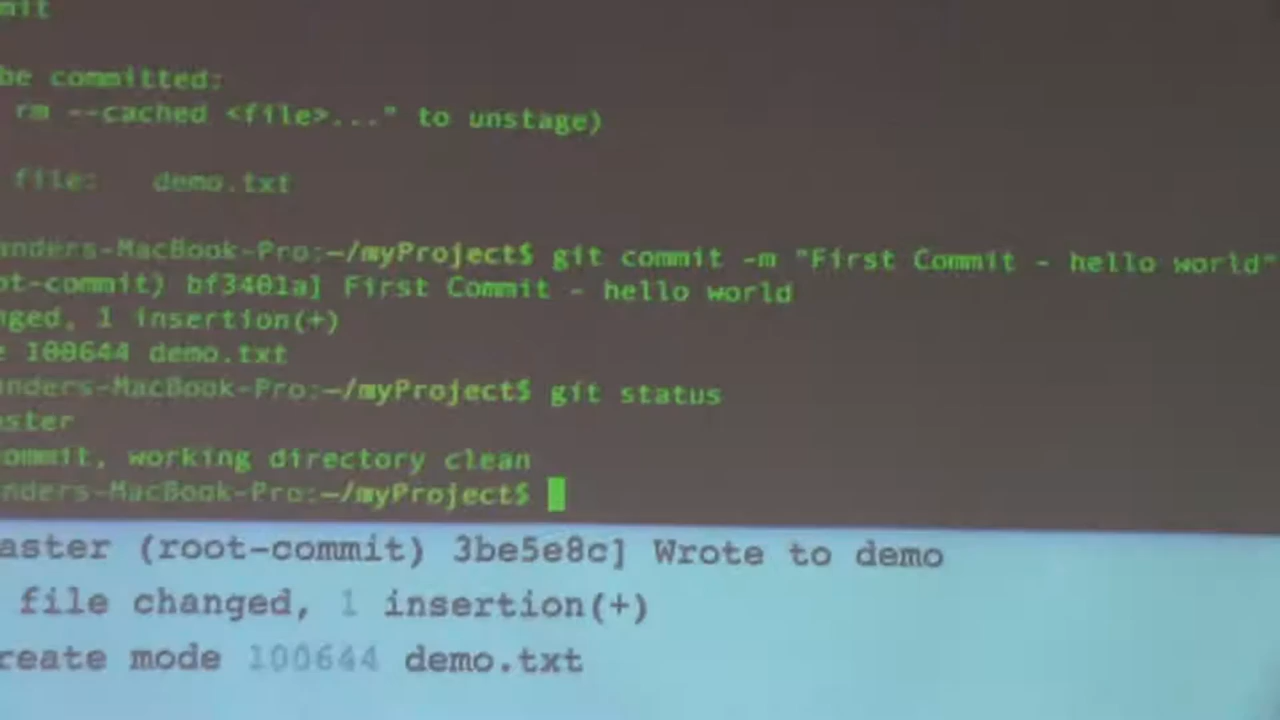 mit
be committed:
rm --cached <file>..." to unstage)
file: demo.txt
anders-MacBook-Pro:~/myProject$ git commit -m "First Commit - hello world"
ot-commit) bf3401a] First Commit - hello world
nged, 1 insertion(+)
e 100644 demo.txt
anders-MacBook-Pro:~/myProject$ git status
aster
ommit, working directory clean
nders-MacBook-Pro:~/myProject$
aster (root-commit) 3be5e8c] Wrote to demo
file changed, 1 insertion(+)
reate mode 100644 demo.txt